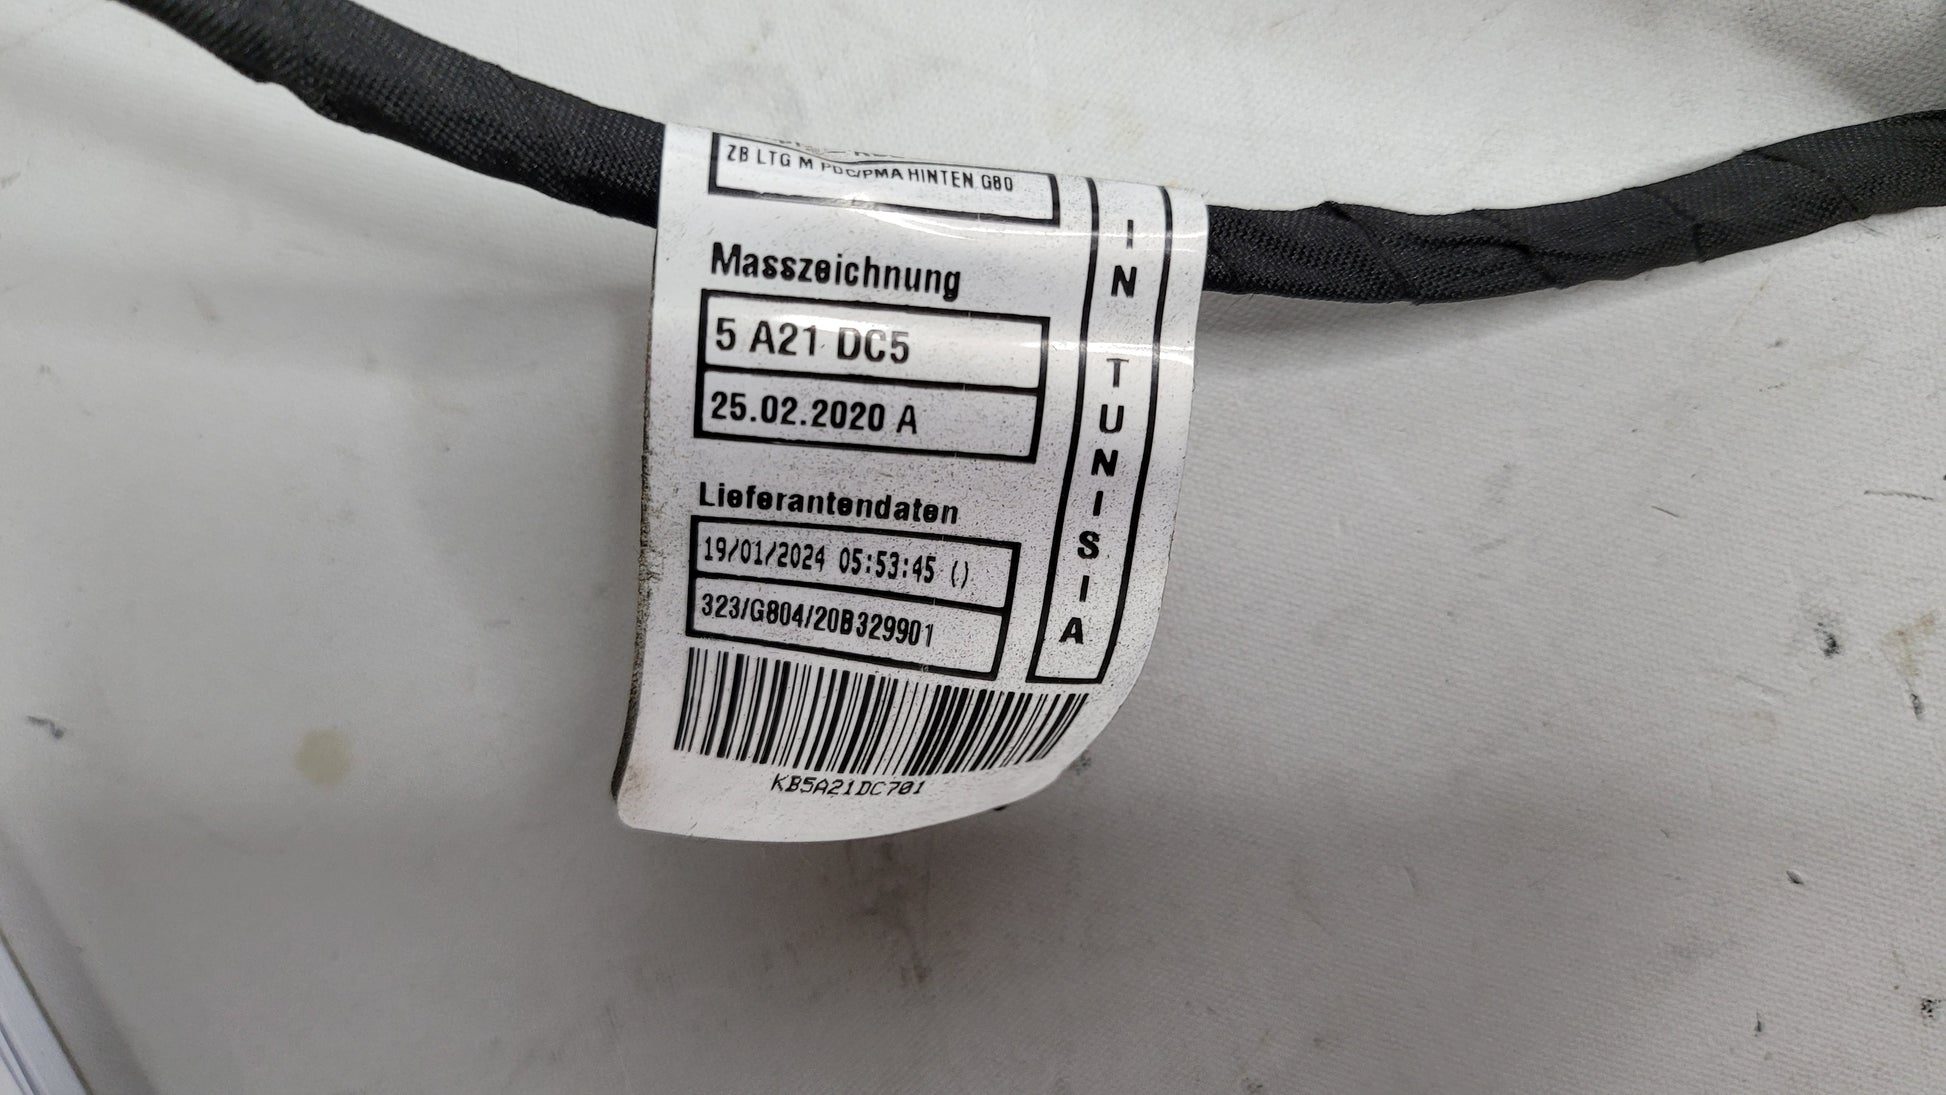 ZB LTG M PDC/PMA HINTEN G80
Masszeichnung
5 A21 DC5
25.02.2020 A
Lieferantendaten
19/01/2024 05:53:45 ()
323/G804/20B329901
KB5A21DC701
IN TUNISIA